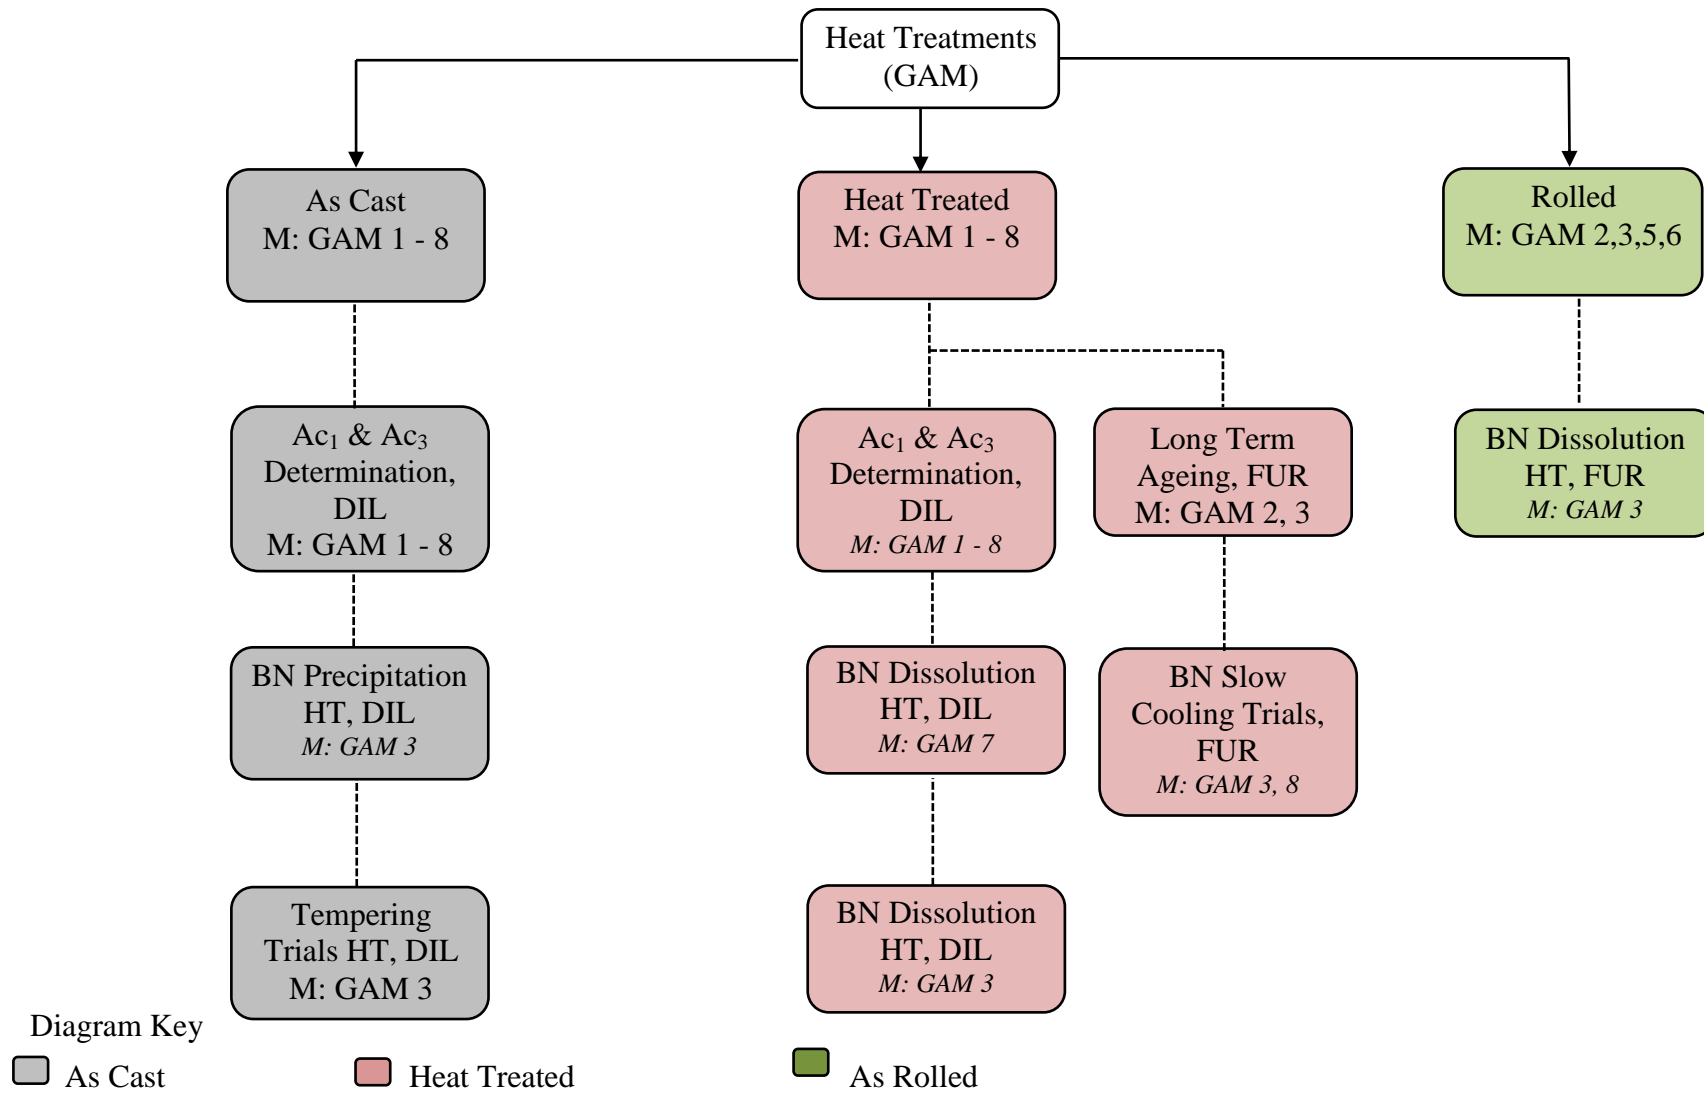 Heat Treatments
(GAM)
As Cast
M: GAM 1 - 8
Heat Treated
M: GAM 1 - 8
Rolled
M: GAM 2,3,5,6
Ac₁ & Ac₃
Determination,
DIL
M: GAM 1 - 8
Ac₁ & Ac₃
Determination,
DIL
M: GAM 1 - 8
Long Term
Ageing, FUR
M: GAM 2, 3
BN Dissolution
HT, FUR
M: GAM 3
BN Precipitation
HT, DIL
M: GAM 3
BN Dissolution
HT, DIL
M: GAM 7
BN Slow
Cooling Trials,
FUR
M: GAM 3, 8
Tempering
Trials HT, DIL
M: GAM 3
BN Dissolution
HT, DIL
M: GAM 3
Diagram Key
As Cast
Heat Treated
As Rolled